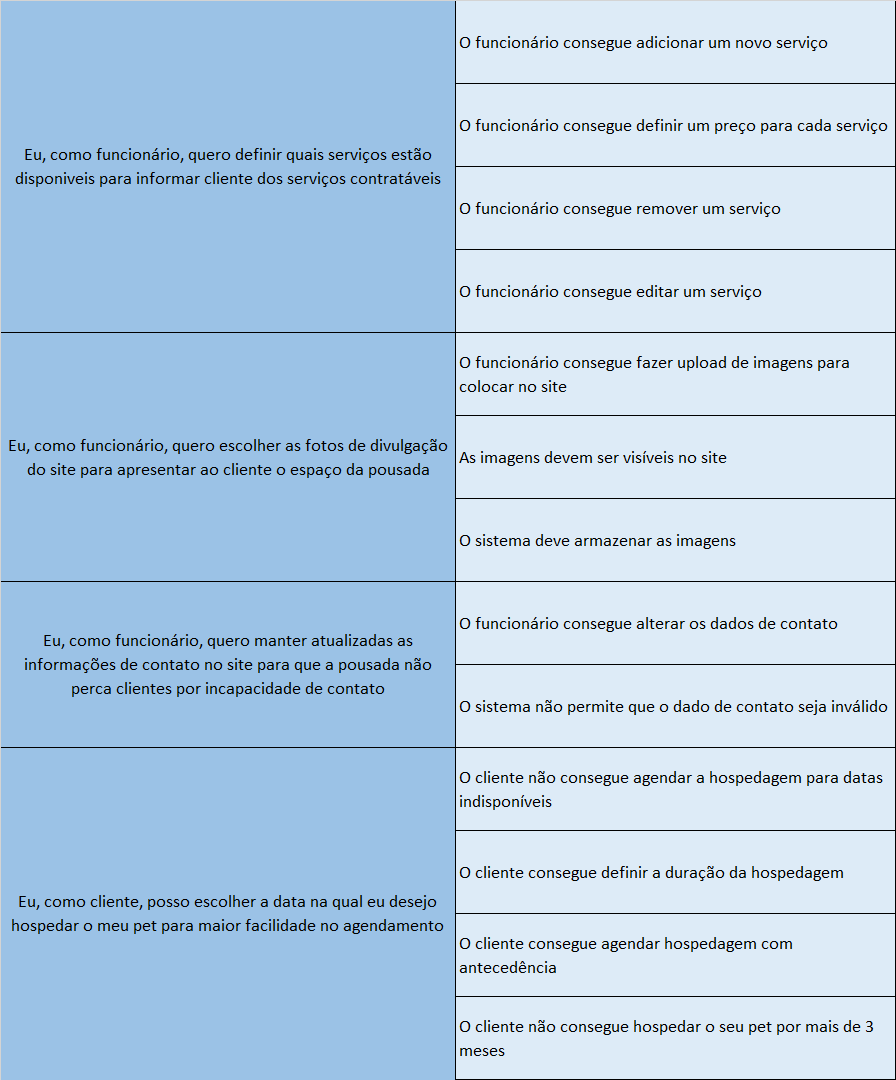 Eu, como funcionário, quero definir quais serviços estão
disponiveis para informar cliente dos serviços contratáveis
O funcionário consegue adicionar um novo serviço
O funcionário consegue definir um preço para cada serviço
O funcionário consegue remover um serviço
O funcionário consegue editar um serviço
Eu, como funcionário, quero escolher as fotos de divulgação
do site para apresentar ao cliente o espaço da pousada
O funcionário consegue fazer upload de imagens para
colocar no site
As imagens devem ser visíveis no site
O sistema deve armazenar as imagens
Eu, como funcionário, quero manter atualizadas as
informações de contato no site para que a pousada não
perca clientes por incapacidade de contato
O funcionário consegue alterar os dados de contato
O sistema não permite que o dado de contato seja inválido
Eu, como cliente, posso escolher a data na qual eu desejo
hospedar o meu pet para maior facilidade no agendamento
O cliente não consegue agendar a hospedagem para datas
indisponíveis
O cliente consegue definir a duração da hospedagem
O cliente consegue agendar hospedagem com
antecedência
O cliente não consegue hospedar o seu pet por mais de 3
meses